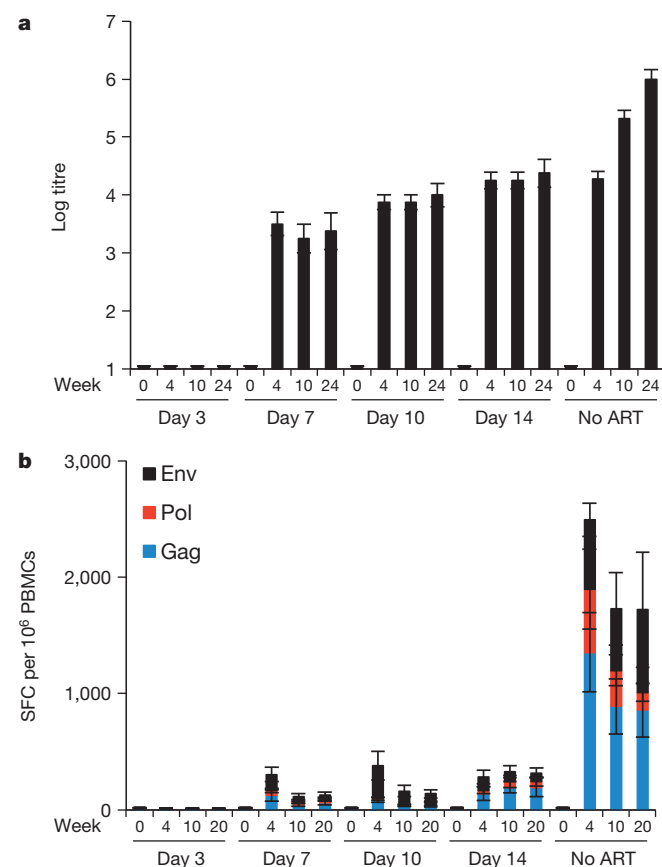 a
7
6
5
4
3
2
1
Log titre
Week 0 4 10 24 0 4 10 24 0 4 10 24 0 4 10 24 0 4 10 24
Day 3 Day 7 Day 10 Day 14 No ART
b
3,000
2,000
1,000
0
SFC per 10⁶ PBMCs
Env
Pol
Gag
Week 0 4 10 20 0 4 10 20 0 4 10 20 0 4 10 20 0 4 10 20
Day 3 Day 7 Day 10 Day 14 No ART